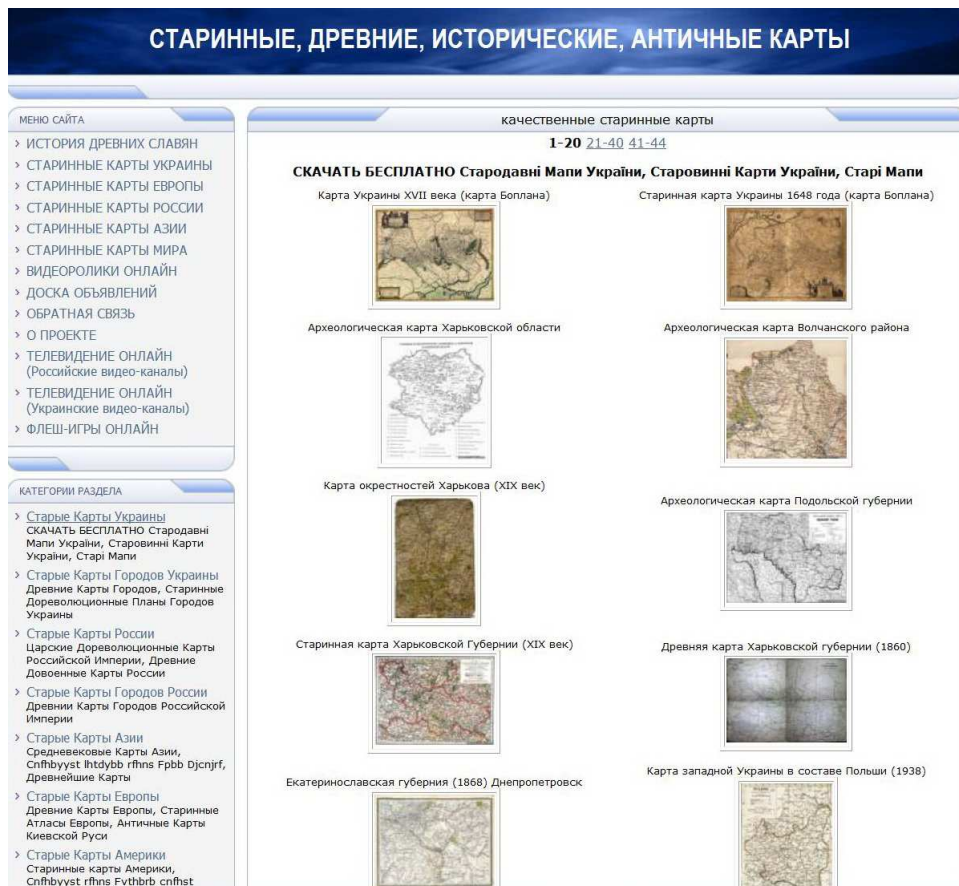 СТАРИННЫЕ, ДРЕВНИЕ, ИСТОРИЧЕСКИЕ, АНТИЧНЫЕ КАРТЫ
МЕНЮ САЙТА
ИСТОРИЯ ДРЕВНИХ СЛАВЯН
СТАРИННЫЕ КАРТЫ УКРАИНЫ
СТАРИННЫЕ КАРТЫ ЕВРОПЫ
СТАРИННЫЕ КАРТЫ РОССИИ
СТАРИННЫЕ КАРТЫ АЗИИ
СТАРИННЫЕ КАРТЫ МИРА
ВИДЕОРОЛИКИ ОНЛАЙН
ДОСКА ОБЪЯВЛЕНИЙ
ОБРАТНАЯ СВЯЗЬ
О ПРОЕКТЕ
ТЕЛЕВИДЕНИЕ ОНЛАЙН
(Российские видео-каналы)
ТЕЛЕВИДЕНИЕ ОНЛАЙН
(Украинские видео-каналы)
ФЛЕШ-ИГРЫ ОНЛАЙН
КАТЕГОРИИ РАЗДЕЛА
Старые Карты Украины
СКАЧАТЬ БЕСПЛАТНО Стародавні
Мапи України, Старовинні Карти
України, Старі Мапи
Старые Карты Городов Украины
Древние Карты Городов, Старинные
Дореволюционные Планы Городов
Украины
Старые Карты России
Царские Дореволюционные Карты
Российской Империи, Древние
Довоенные Карты России
Старые Карты Городов России
Древнии Карты Городов Российской
Империи
Старые Карты Азии
Средневековые Карты Азии,
Cnfhbyyst lhtdybb rfhns Fpbb Djcnjrf,
Древнейшие Карты
Старые Карты Европы
Древние Карты Европы, Старинные
Атласы Европы, Античные Карты
Киевской Руси
Старые Карты Америки
Старинные карты Америки,
Cnfhbyyst rfhns Fvthbrb cnfhst
качественные старинные карты
1-20 21-40 41-44
СКАЧАТЬ БЕСПЛАТНО Стародавні Мапи України, Старовинні Карти України, Старі Мапи
Карта Украины XVII века (карта Боплана)
Старинная карта Украины 1648 года (карта Боплана)
Археологическая карта Харьковской области
Археологическая карта Волчанского района
Карта окрестностей Харькова (XIX век)
Археологическая карта Подольской губернии
Старинная карта Харьковской Губернии (XIX век)
Древняя карта Харьковской губернии (1860)
Екатеринославская губерния (1868) Днепропетровск
Карта западной Украины в составе Польши (1938)